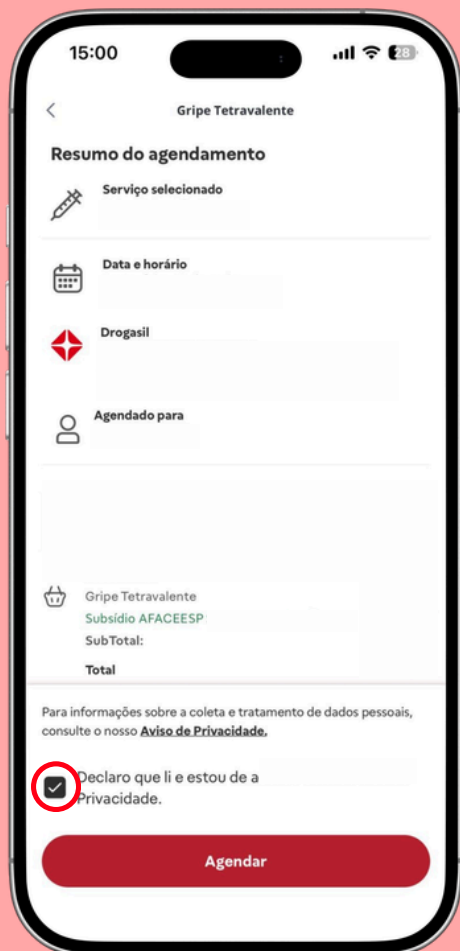 15:00
28
Gripe Tetravalente
Resumo do agendamento
Serviço selecionado
Data e horário
Drogasil
Agendado para
Gripe Tetravalente
Subsídio AFACEESP
SubTotal:
Total
Para informações sobre a coleta e tratamento de dados pessoais,
consulte o nosso Aviso de Privacidade.
Declaro que li e estou de a
Privacidade.
Agendar